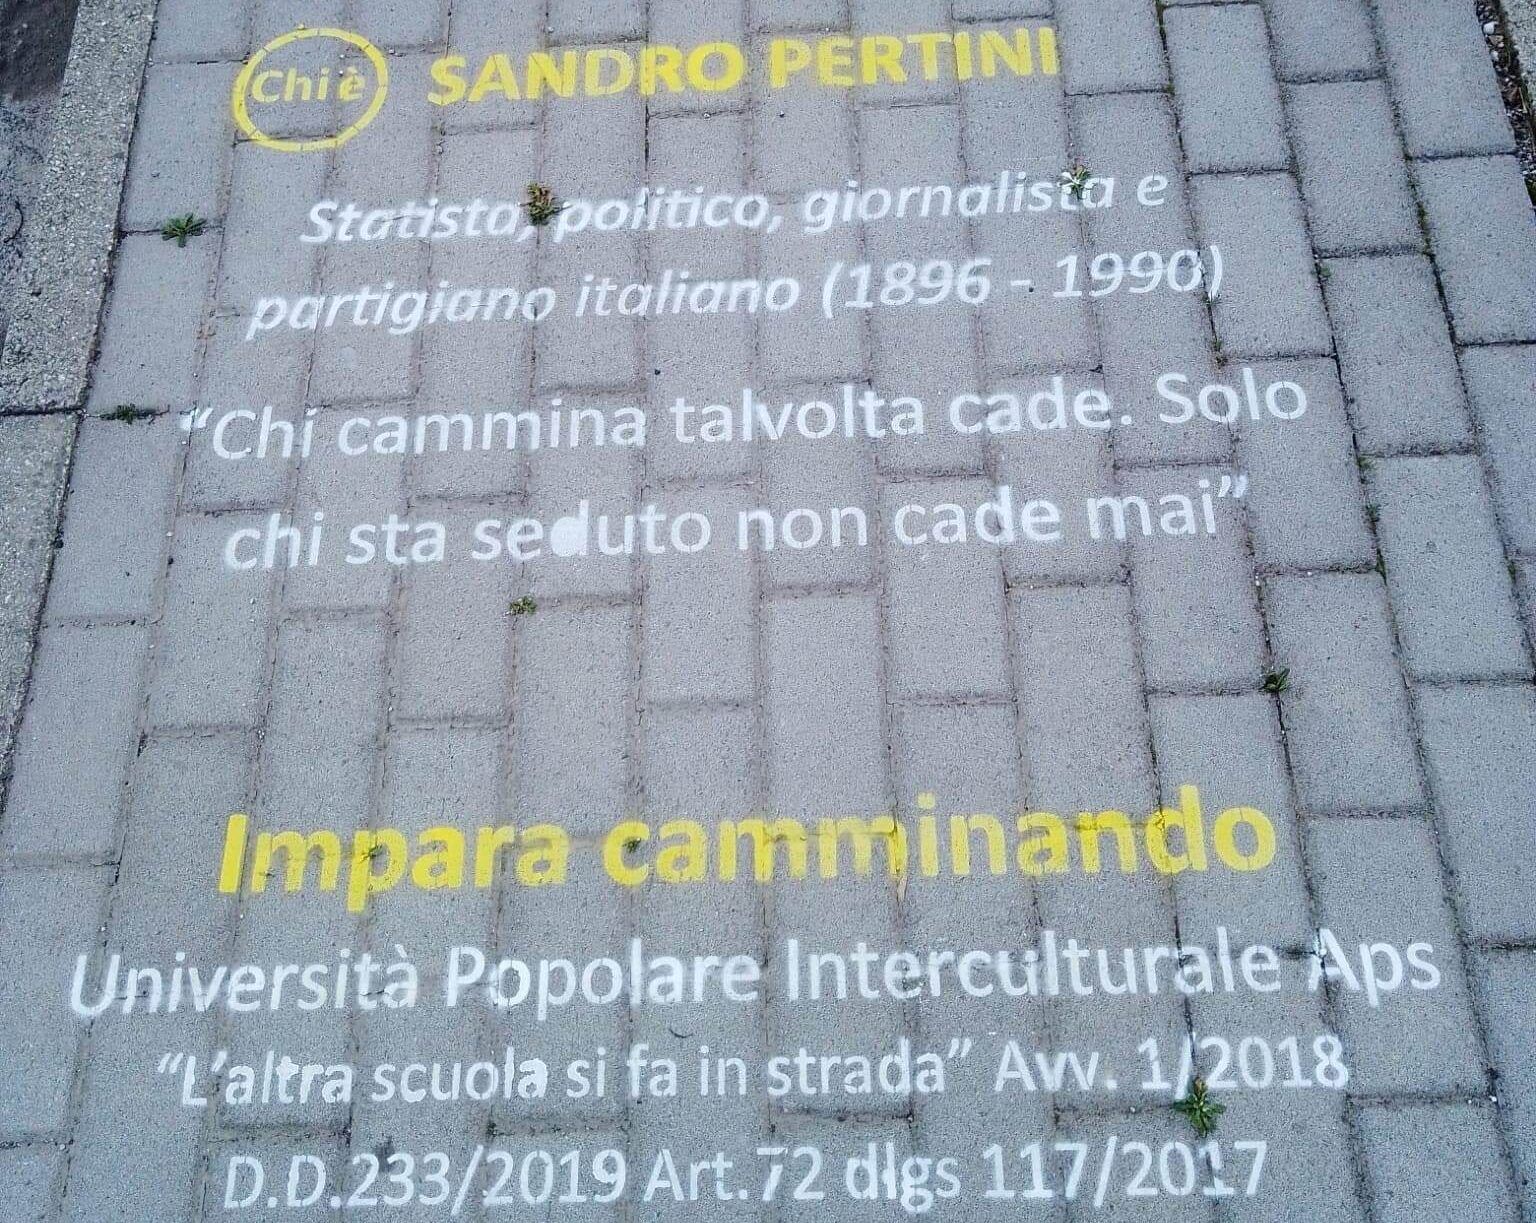 Chi è SANDRO PERTINI
Statista, politico, giornalista e
partigiano italiano (1896 - 1990)
“Chi cammina talvolta cade. Solo
chi sta seduto non cade mai”
Impara camminando
Università Popolare Interculturale Aps
“L’altra scuola si fa in strada” Avv. 1/2018
D.D.233/2019 Art.72 dlgs 117/2017